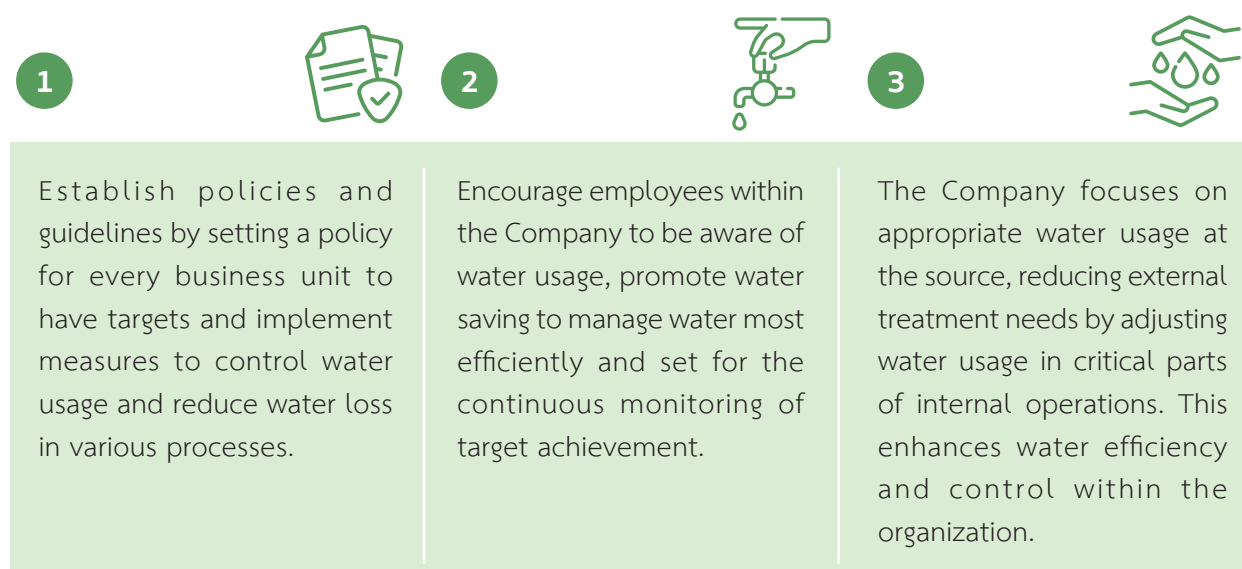 1
Establish policies and
guidelines by setting a policy
for every business unit to
have targets and implement
measures to control water
usage and reduce water loss
in various processes.
2
Encourage employees within
the Company to be aware of
water usage, promote water
saving to manage water most
efficiently and set for the
continuous monitoring of
target achievement.
3
The Company focuses on
appropriate water usage at
the source, reducing external
treatment needs by adjusting
water usage in critical parts
of internal operations. This
enhances water efficiency
and control within the
organization.